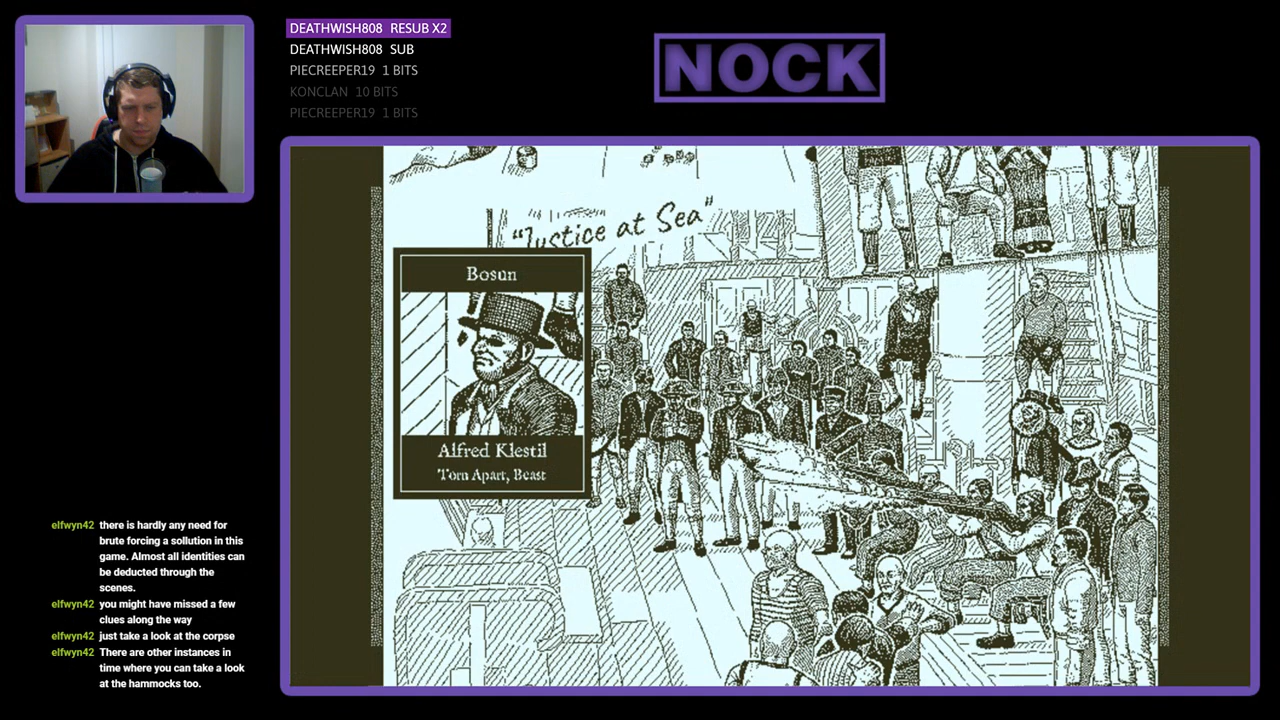 DEATHWISH808 RESUB X2
DEATHWISH808 SUB
PIECREEPER19 1 BITS
KONCLAN 10 BITS
PIECREEPER19 1 BITS
NOCK
"Justice at Sea"
Bosun
Alfred Klestil
Torn Apart, Beast
elfwyn42 there is hardly any need for
brute forcing a sollution in this
game. Almost all identities can
be deducted through the
scenes.
elfwyn42 you might have missed a few
clues along the way
elfwyn42 just take a look at the corpse
elfwyn42 There are other instances in
time where you can take a look
at the hammocks too.